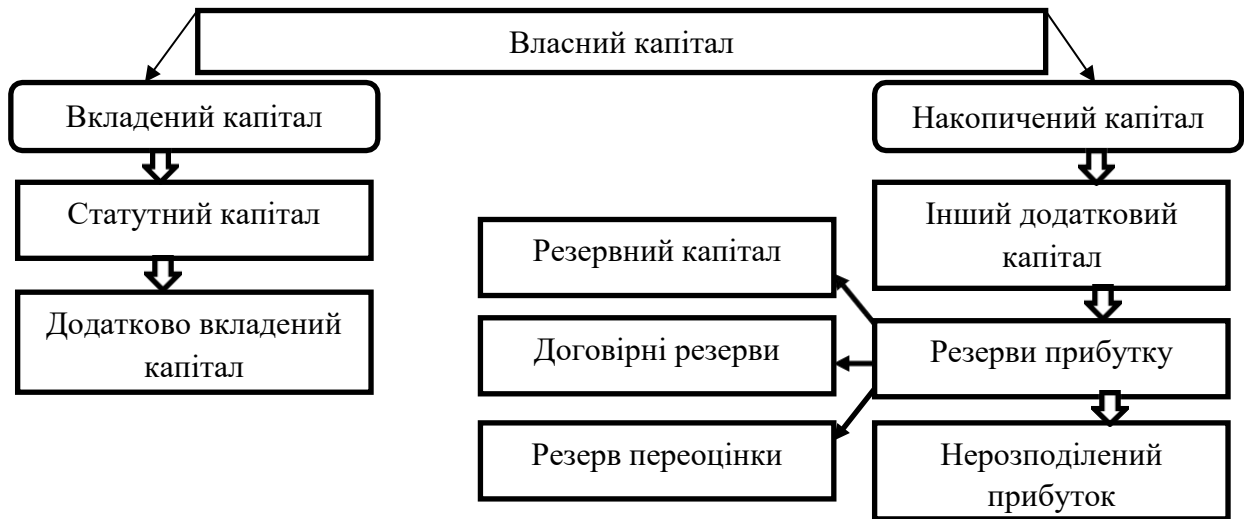 Власний капітал
Вкладений капітал
Накопичений капітал
Статутний капітал
Інший додатковий
капітал
Резервний капітал
Додатково вкладений
капітал
Договірні резерви
Резерви прибутку
Резерв переоцінки
Нерозподілений
прибуток